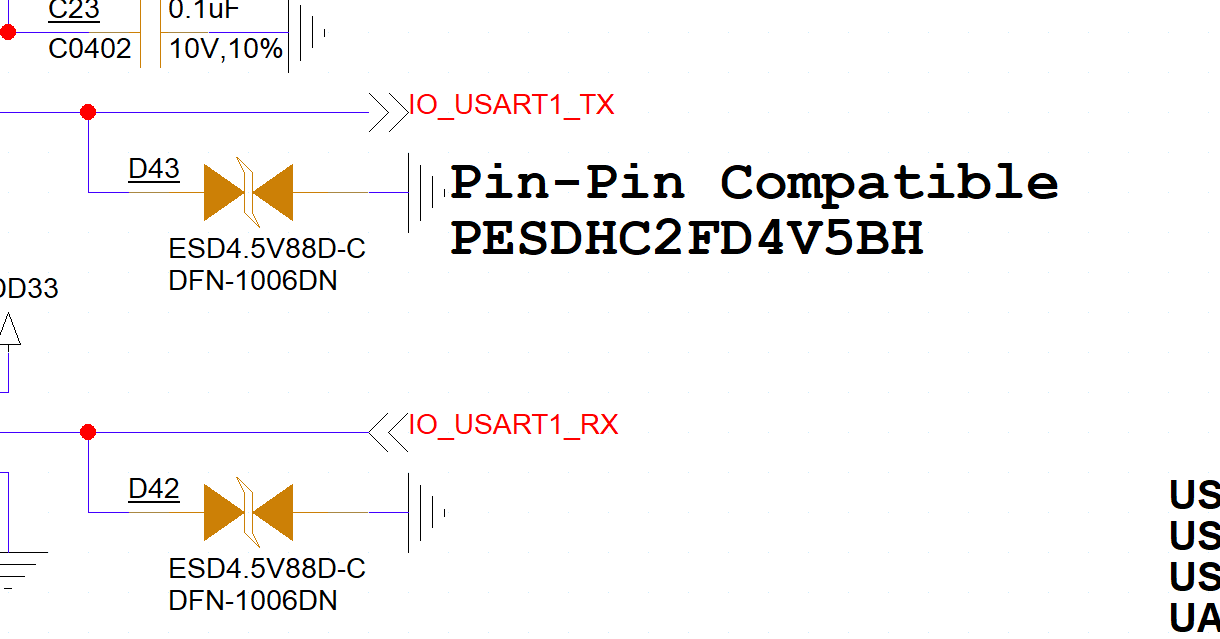 C23
0.1uF
C0402
10V,10%
IO_USART1_TX
D43
Pin-Pin Compatible
PESDHC2FD4V5BH
ESD4.5V88D-C
DFN-1006DN
DD33
IO_USART1_RX
D42
US
US
US
UA
ESD4.5V88D-C
DFN-1006DN